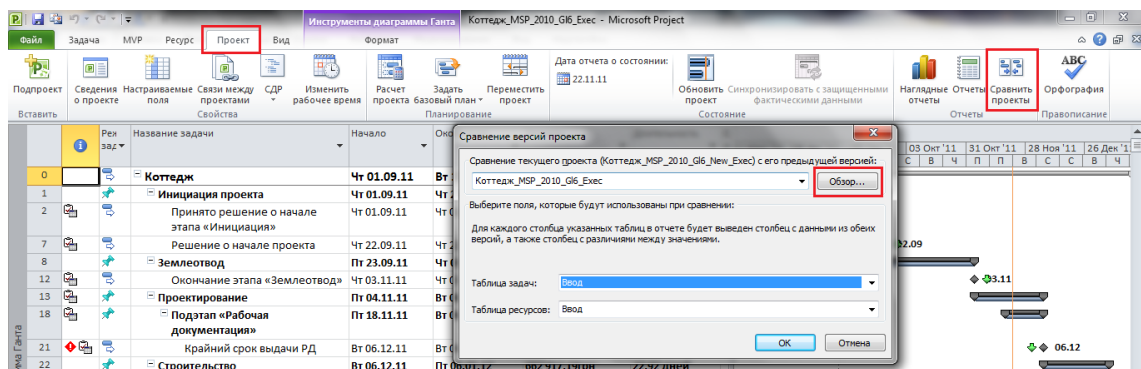 Инструменты диаграммы Ганта
Коттедж_MSP_2010_Gl6_Exec - Microsoft Project
Файл Задача MVP Ресурс Проект Вид Формат
Подпроект
Вставить
Сведения о проекте
Настраиваемые поля
Связи между проектами
СДР
Изменить рабочее время
Свойства
Расчет проекта
Задать базовый план
Переместить проект
Планирование
Дата отчета о состоянии:
22.11.11
Обновить проект
Синхронизировать с защищенными фактическими данными
Состояние
Наглядные отчеты
Отчеты
Сравнить проекты
Отчеты
ABC
Орфография
Правописание
Название задачи Начало
03 Окт '11 31 Окт '11 28 Ноя '11 26 Дек '1
С В Ч П П В С С В Ч
0 Коттедж Чт 01.09.11
1 Инициация проекта Чт 01.09.11
2 Принято решение о начале этапа «Инициация» Чт 01.09.11
7 Решение о начале проекта Чт 22.09.11
8 Землеотвод Пт 23.09.11
12 Окончание этапа «Землеотвод» Чт 03.11.11
13 Проектирование Пт 04.11.11
18 Подэтап «Рабочая документация» Пт 18.11.11
21 Крайний срок выдачи РД Вт 06.12.11
22 Строительство Вт 06.12.11
Сравнение версий проекта
Сравнение текущего проекта (Коттедж_MSP_2010_Gl6_New_Exec) с его предыдущей версией:
Коттедж_MSP_2010_Gl6_Exec
Обзор...
Выберите поля, которые будут использованы при сравнении:
Для каждого столбца указанных таблиц в отчете будет выведен столбец с данными из обеих
версий, а также столбец с различиями между значениями.
Таблица задач: Ввод
Таблица ресурсов: Ввод
ОК Отмена
06.12